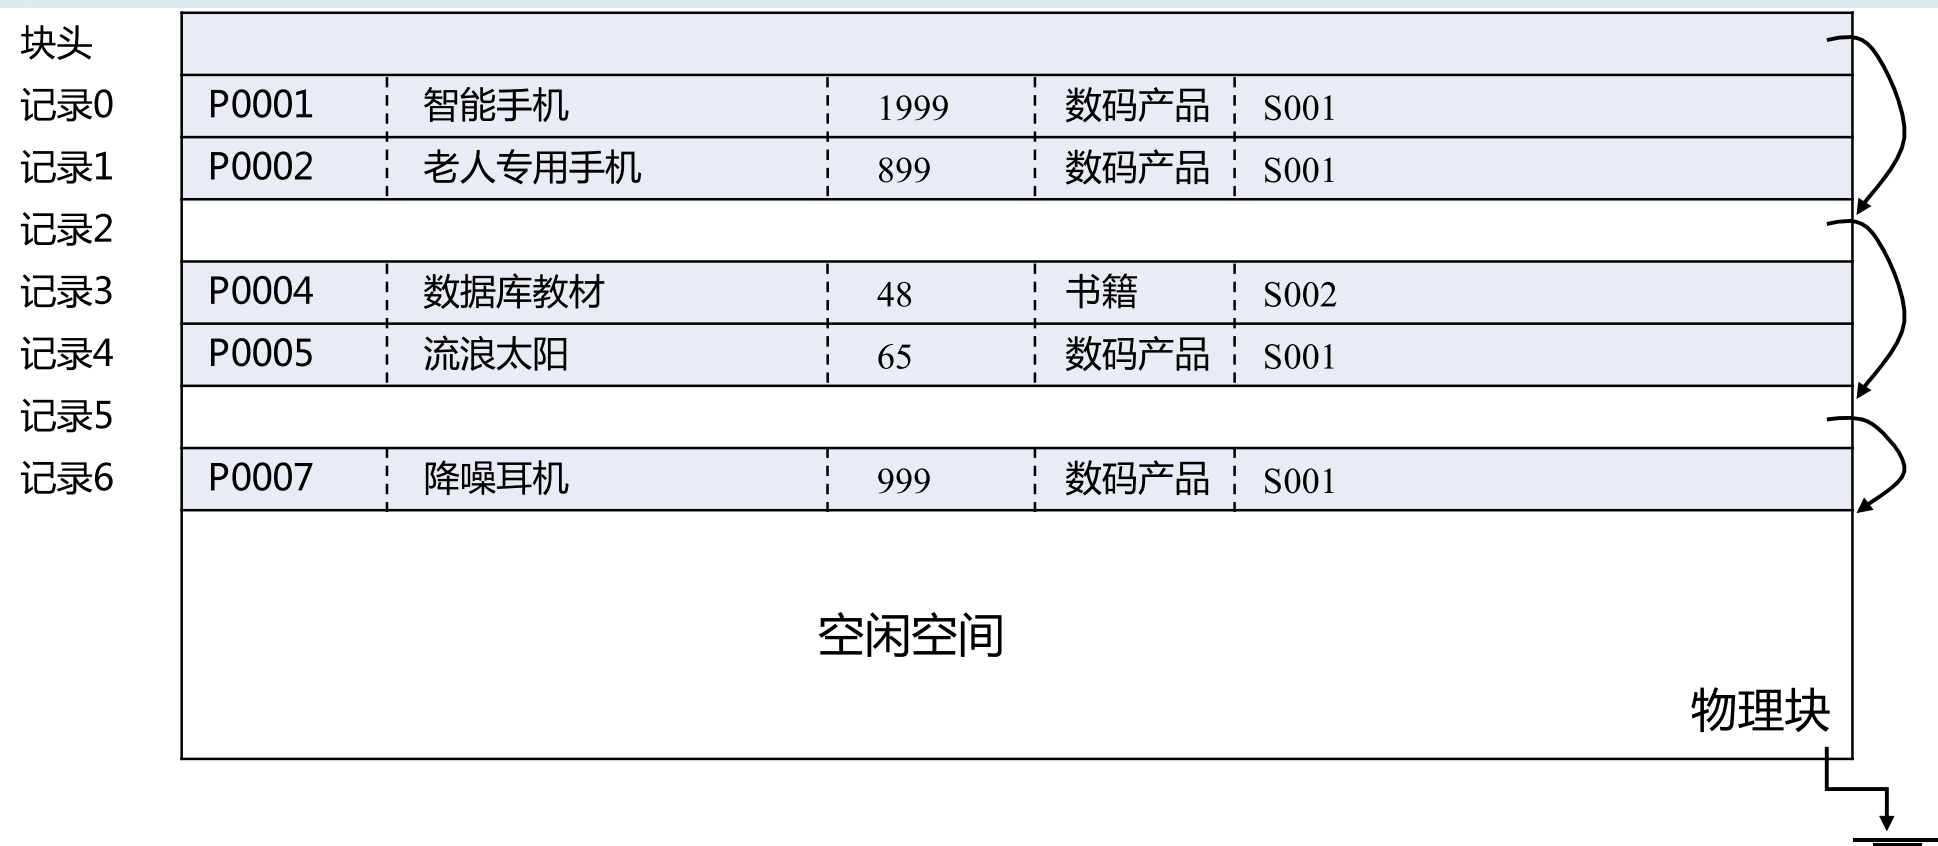 块头
记录0 P0001 智能手机 1999 数码产品 S001
记录1 P0002 老人专用手机 899 数码产品 S001
记录2
记录3 P0004 数据库教材 48 书籍 S002
记录4 P0005 流浪太阳 65 数码产品 S001
记录5
记录6 P0007 降噪耳机 999 数码产品 S001
空闲空间
物理块